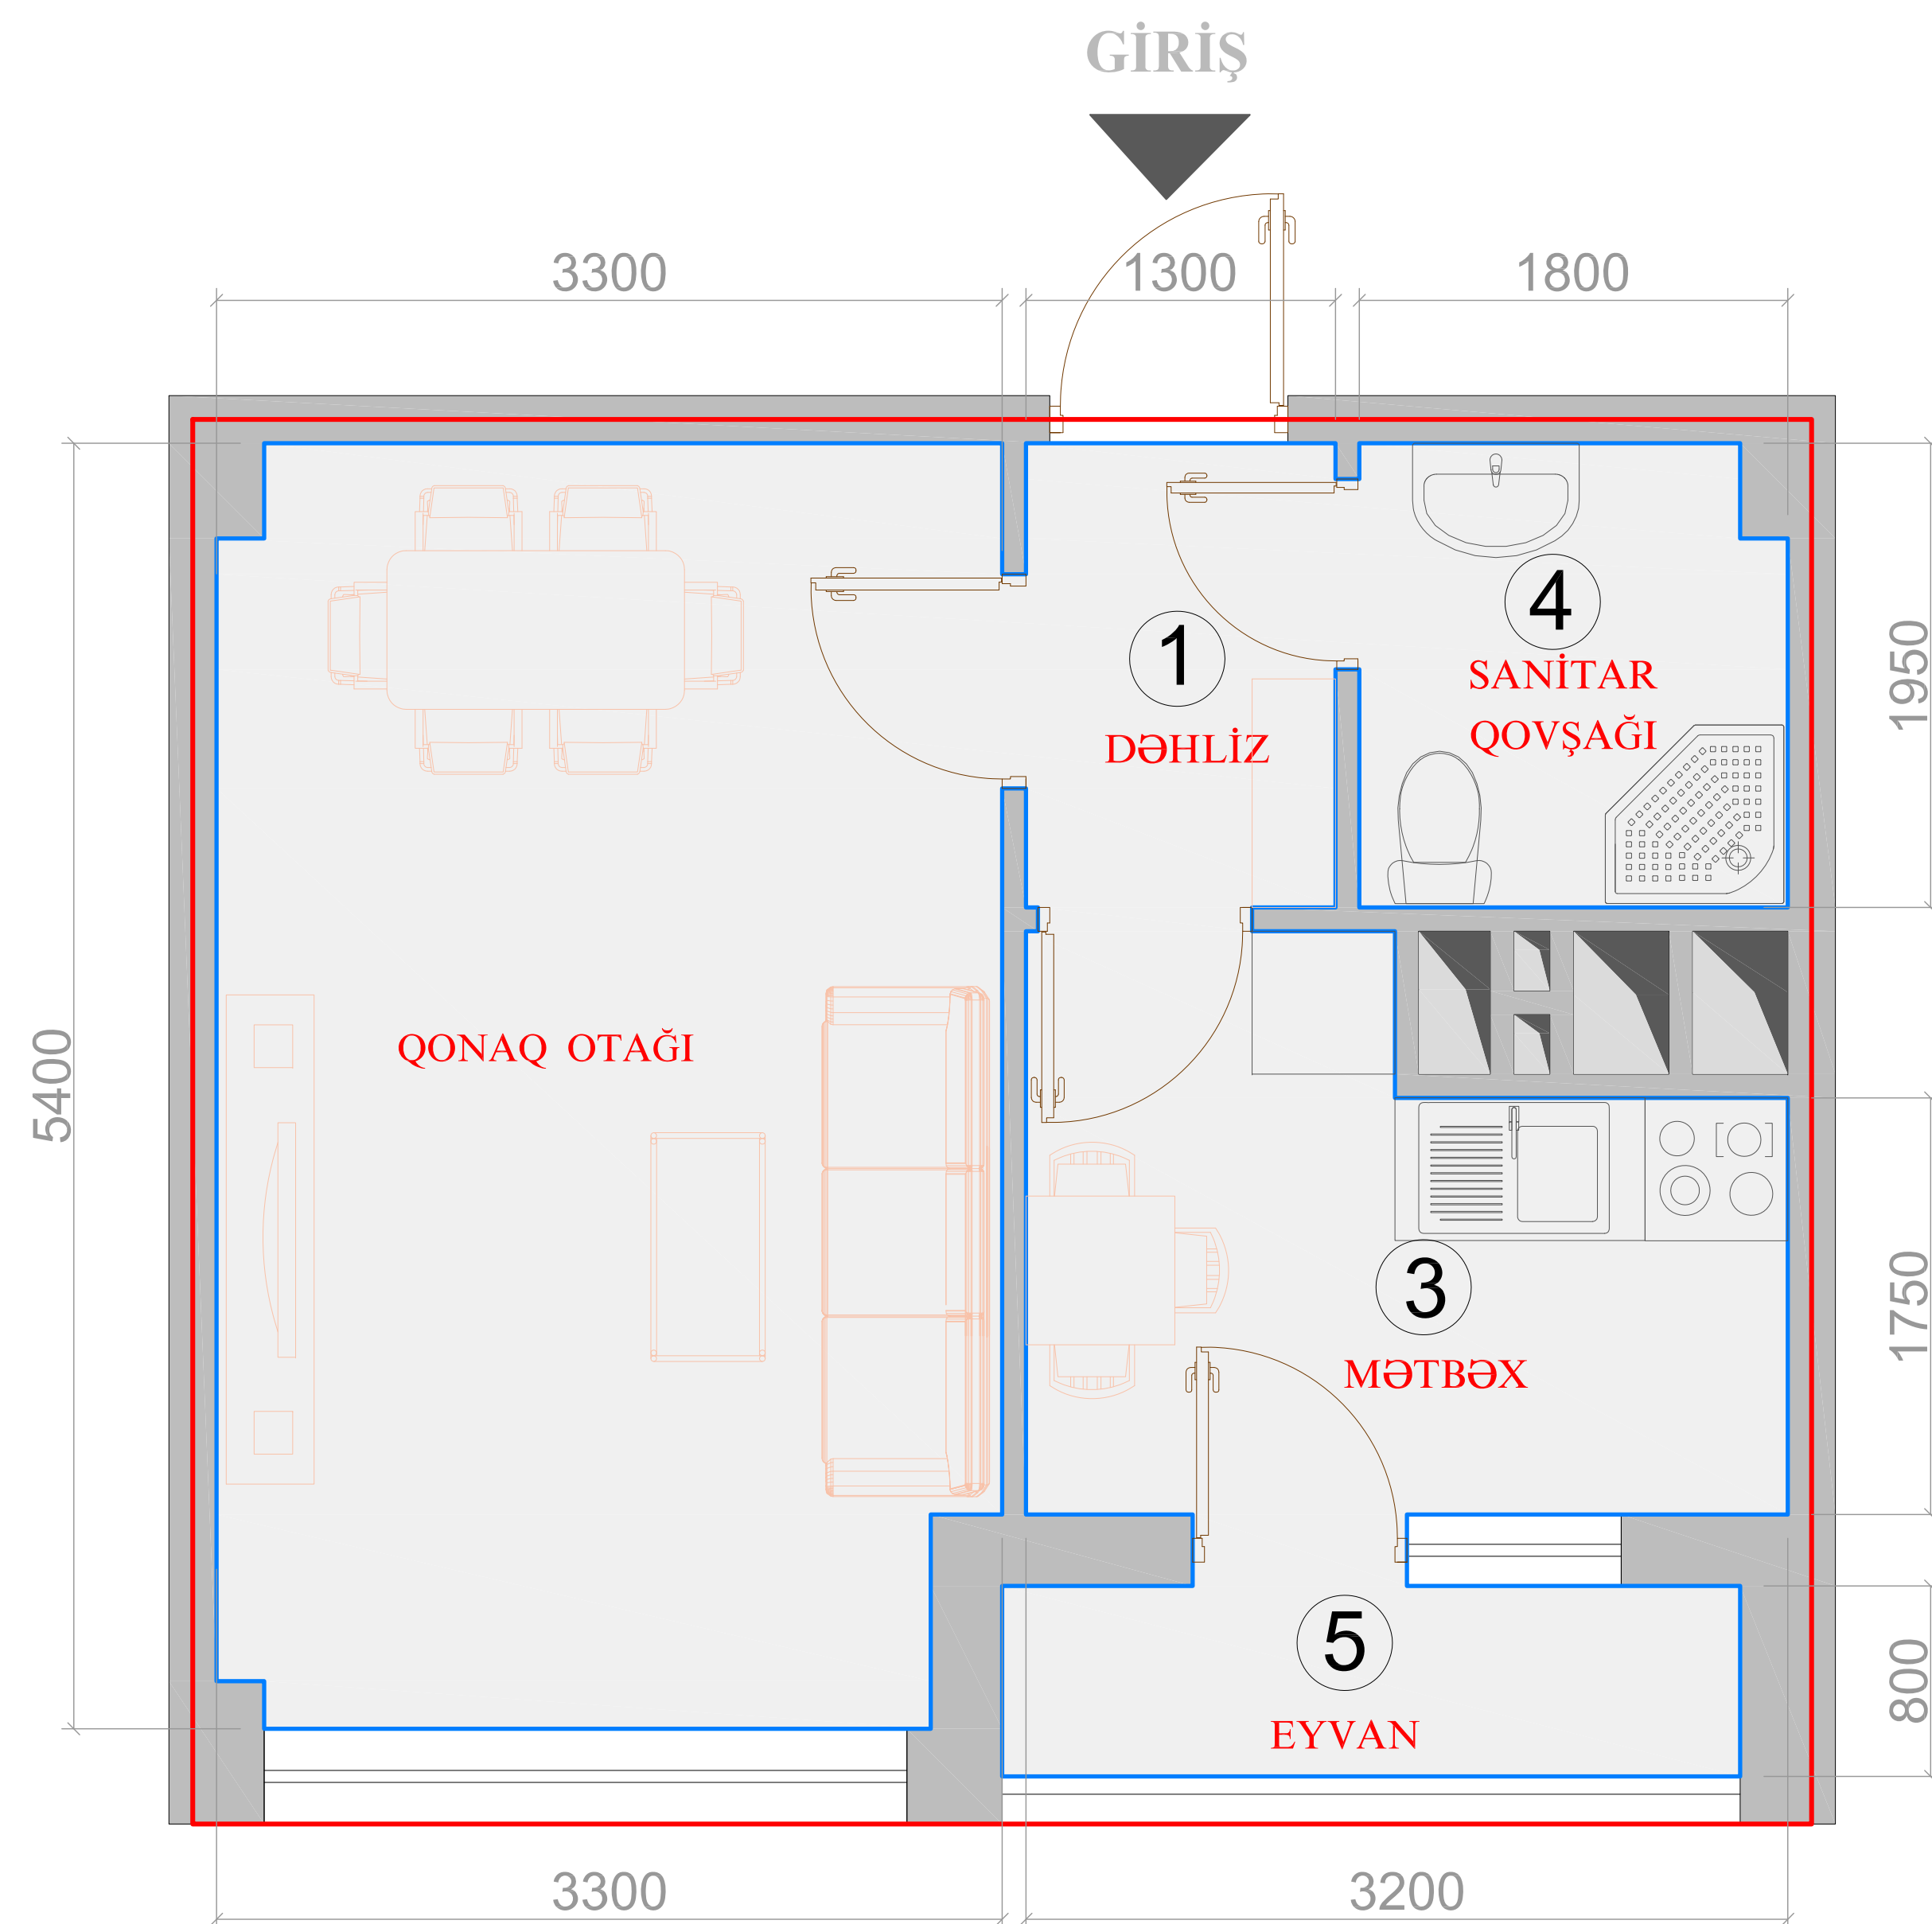 GİRİŞ
3300
1300
1800
4
SANİTAR
QOVŞAĞI
1
DƏHLİZ
1950
5400
QONAQ OTAĞI
3
MƏTBƏX
1750
5
EYVAN
800
3300
3200